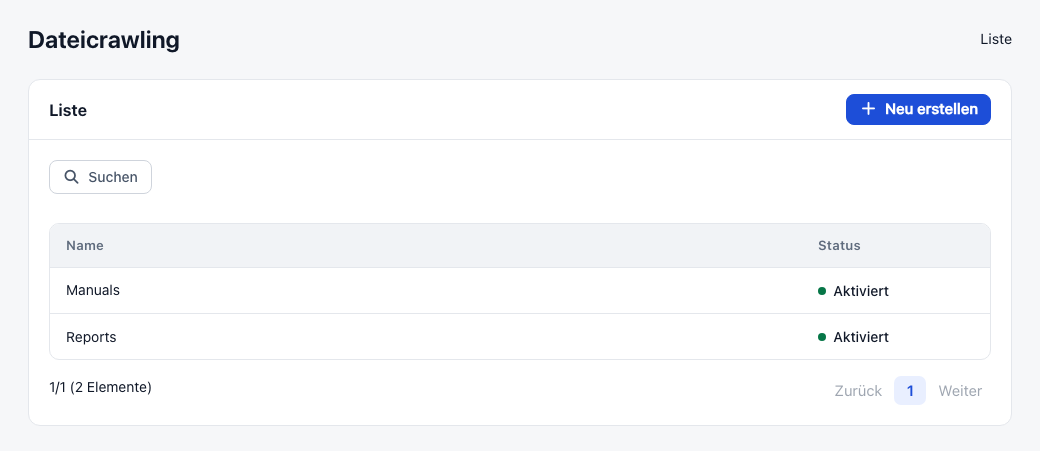 Dateicrawling
Liste
Liste
Neu erstellen
Suchen
Name Status
Manuals Aktiviert
Reports Aktiviert
1/1 (2 Elemente)
Zurück 1 Weiter